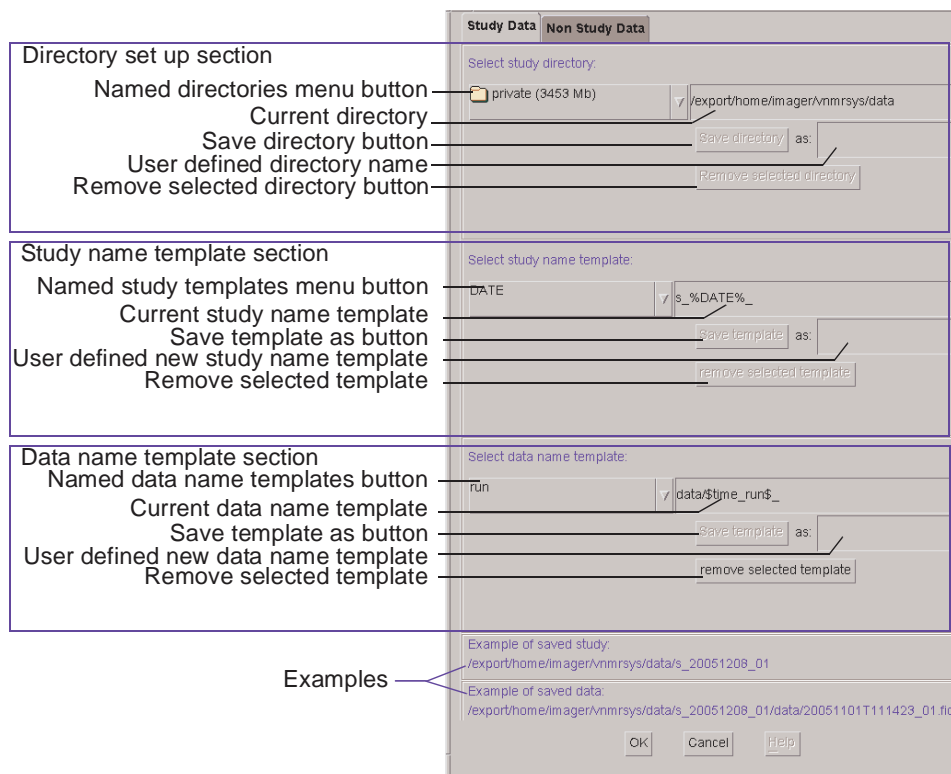 Study Data Non Study Data
Directory set up section
Select study directory:
Named directories menu button
private (3453 Mb)
/export/home/imager/vnmrsys/data
Current directory
Save directory button
Save directory as:
User defined directory name
Remove selected directory button
Remove selected directory
Study name template section
Select study name template:
Named study templates menu button
DATE
s_%DATE%_
Current study name template
Save template as button
Save template as:
User defined new study name template
Remove selected template
remove selected template
Data name template section
Select data name template:
Named data name templates button
run
data/$time_run$_
Current data name template
Save template as button
Save template as:
User defined new data name template
Remove selected template
remove selected template
Example of saved study:
/export/home/imager/vnmrsys/data/s_20051208_01
Examples
Example of saved data:
/export/home/imager/vnmrsys/data/s_20051208_01/data/20051101T111423_01.fic
OK Cancel Help